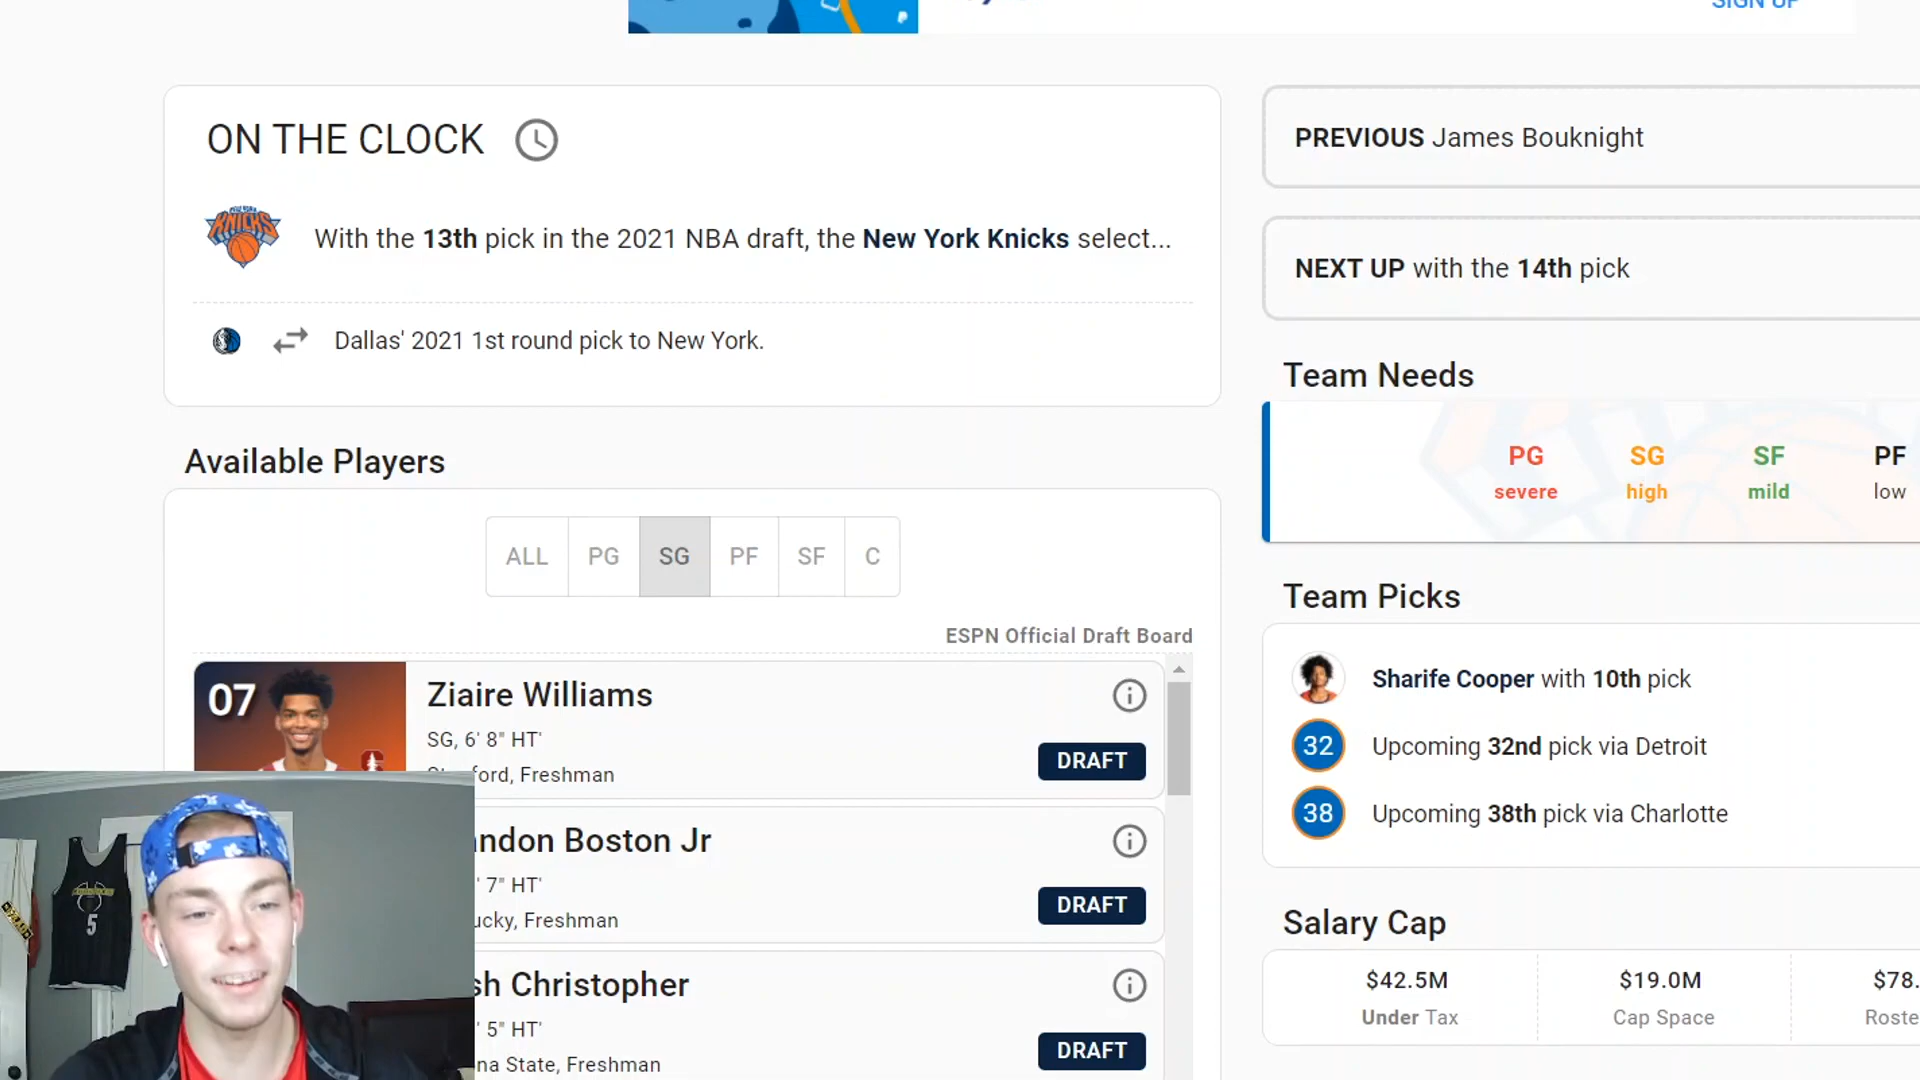 SIGN UP
ON THE CLOCK
PREVIOUS James Bouknight
NEW YORK
KNICKS
With the 13th pick in the 2021 NBA draft, the New York Knicks select...
NEXT UP with the 14th pick
Dallas' 2021 1st round pick to New York.
Team Needs
PG SG SF PF
severe high mild low
Available Players
ALL PG SG PF SF C
ESPN Official Draft Board
Team Picks
Sharife Cooper with 10th pick
32 Upcoming 32nd pick via Detroit
38 Upcoming 38th pick via Charlotte
07 Ziaire Williams
SG, 6' 8" HT'
ford, Freshman
DRAFT
ndon Boston Jr
' 7" HT'
ucky, Freshman
DRAFT
sh Christopher
' 5" HT'
na State, Freshman
DRAFT
5
Salary Cap
$42.5M $19.0M $78.
Under Tax Cap Space Roste